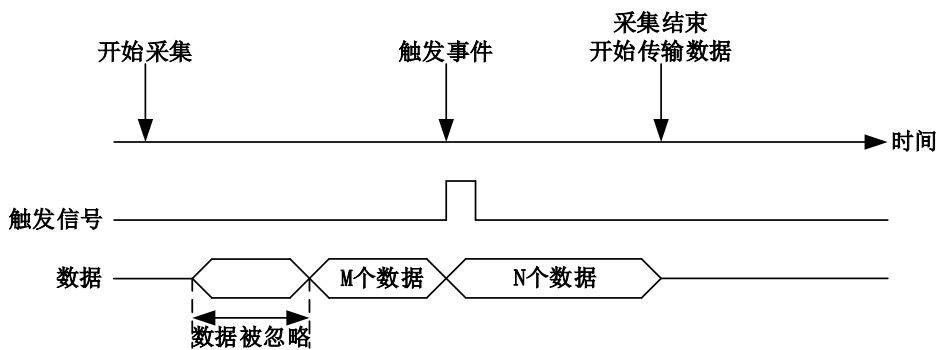 开始采集
触发事件
采集结束
开始传输数据
时间
触发信号
数据
M个数据
N个数据
数据被忽略